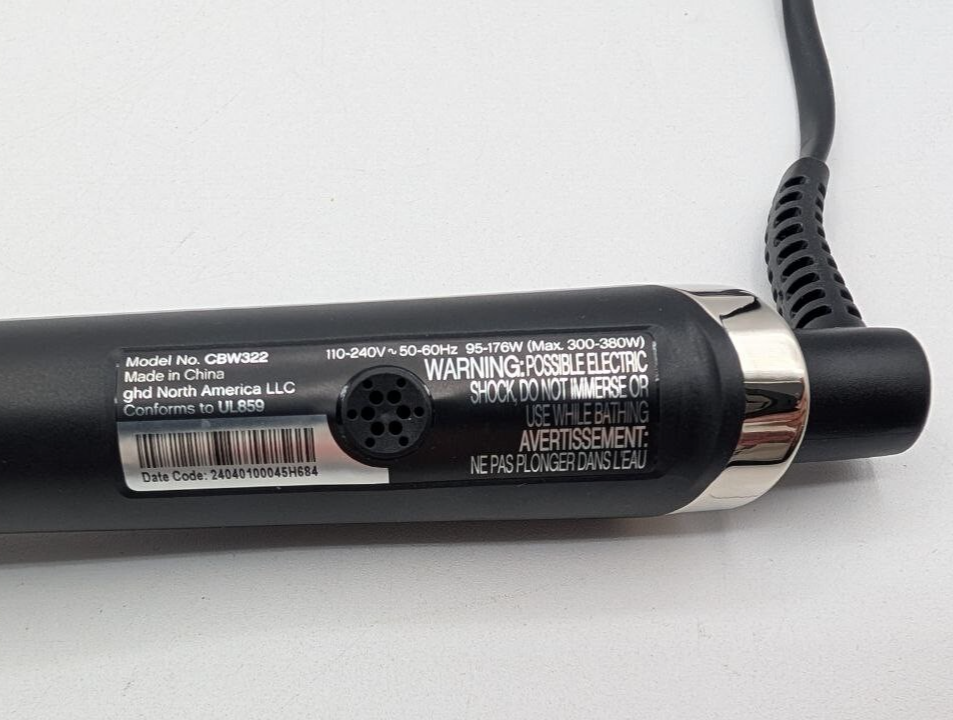 Model No. CBW322
Made in China
ghd North America LLC
Conforms to UL859
Date Code: 24040100045H684
110-240V~ 50-60Hz 95-176W (Max. 300-380W)
WARNING: POSSIBLE ELECTRIC
SHOCK, DO NOT IMMERSE OR
USE WHILE BATHING
AVERTISSEMENT:
NE PAS PLONGER DANS L'EAU